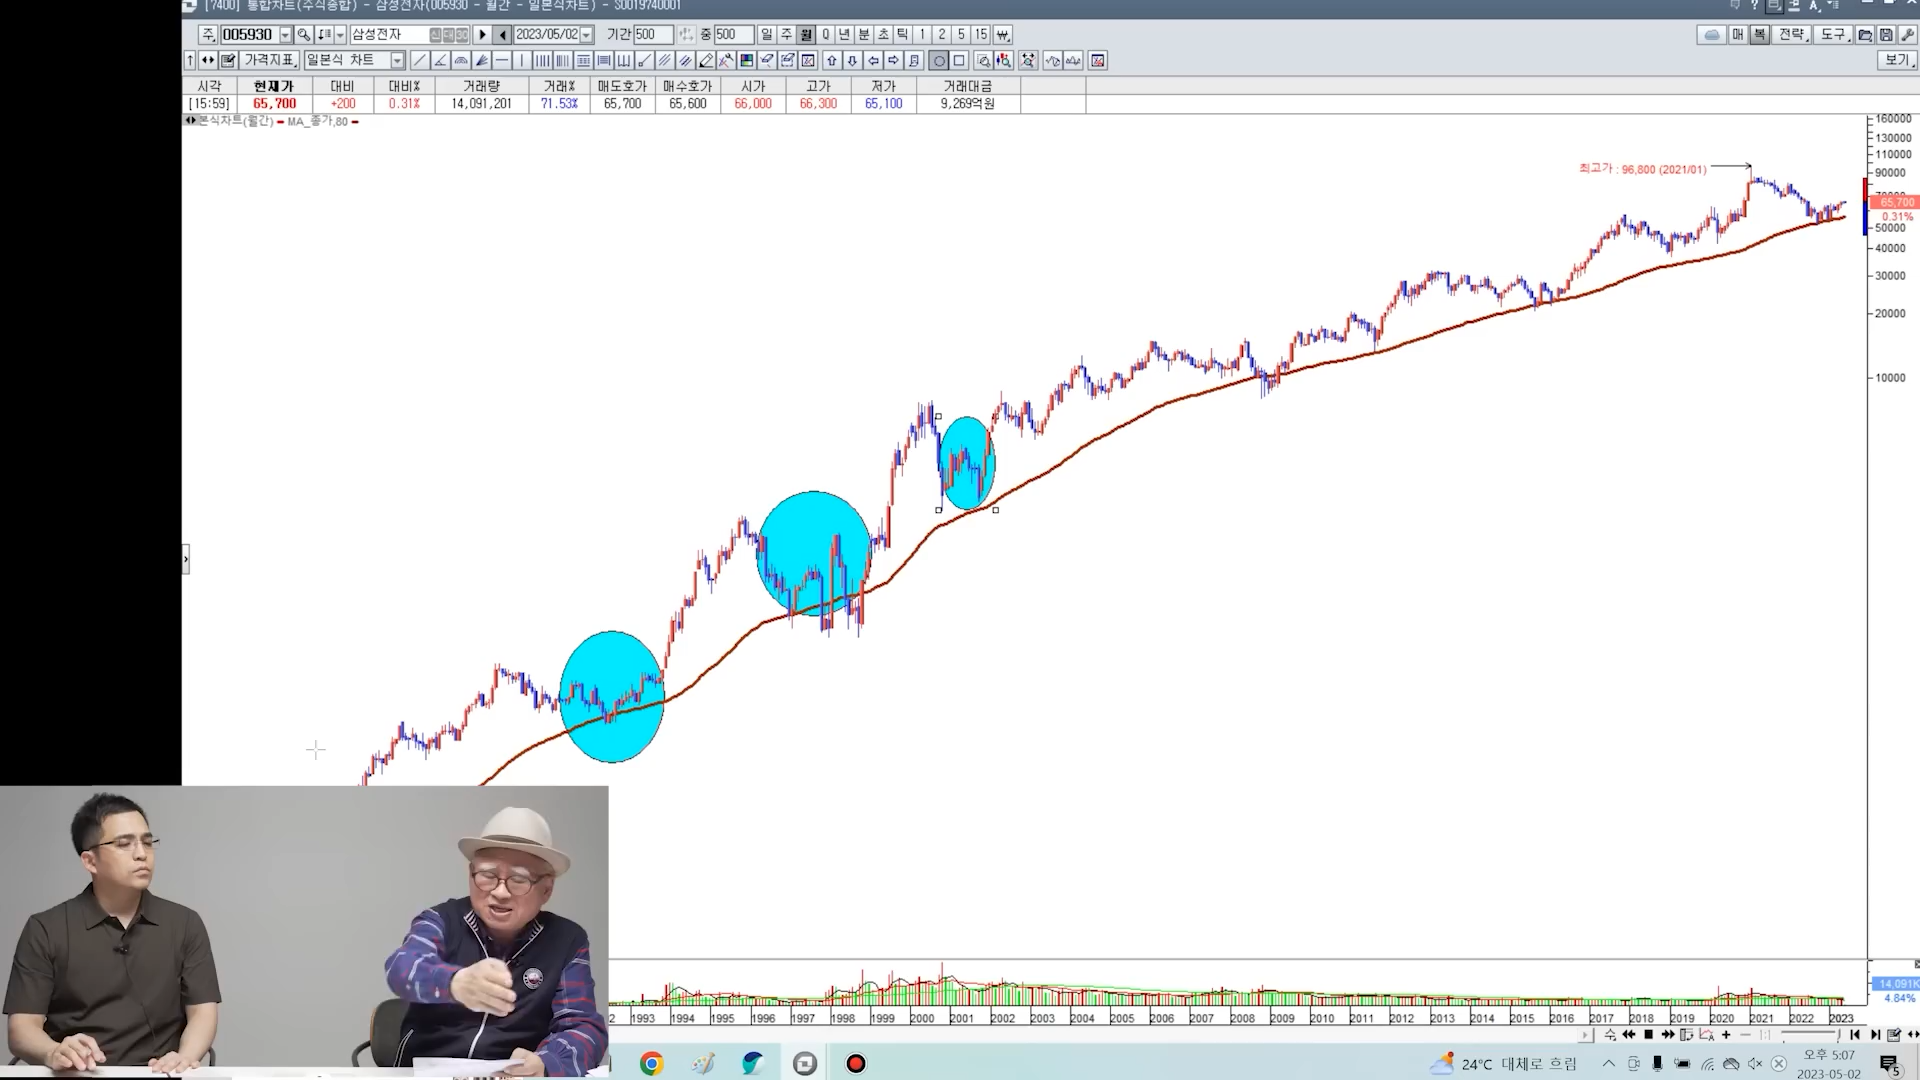 [7400] 통합차트(주식종합) - 삼성전자(005930 - 월간 - 일본식차트) - S0019740001
주 005930 삼성전자 신 대 30 2023/05/02 기간 500 중 500 일 주 월 Q 년 분 초 틱 1 2 5 15 ₩ 매 복 전략 도구
가격지표 일본식 차트 보기
시각 현재가 대비 대비% 거래량 거래% 매도호가 매수호가 시가 고가 저가 거래대금
[15:59] 65,700 +200 0.31% 14,091,201 71.53% 65,700 65,600 66,000 66,300 65,100 9,269억원
본식차트(월간) MA_종가,80
160000
130000
110000
최고가 : 96,800 (2021/01)
90000
70000
65,700
0.31%
50000
40000
30000
20000
10000
14,091K
4.84%
2 1993 1994 1995 1996 1997 1998 1999 2000 2001 2002 2003 2004 2005 2006 2007 2008 2009 2010 2011 2012 2013 2014 2015 2016 2017 2018 2019 2020 2021 2022 2023
수
24°C 대체로 흐림
오후 5:07
2023-05-02
5